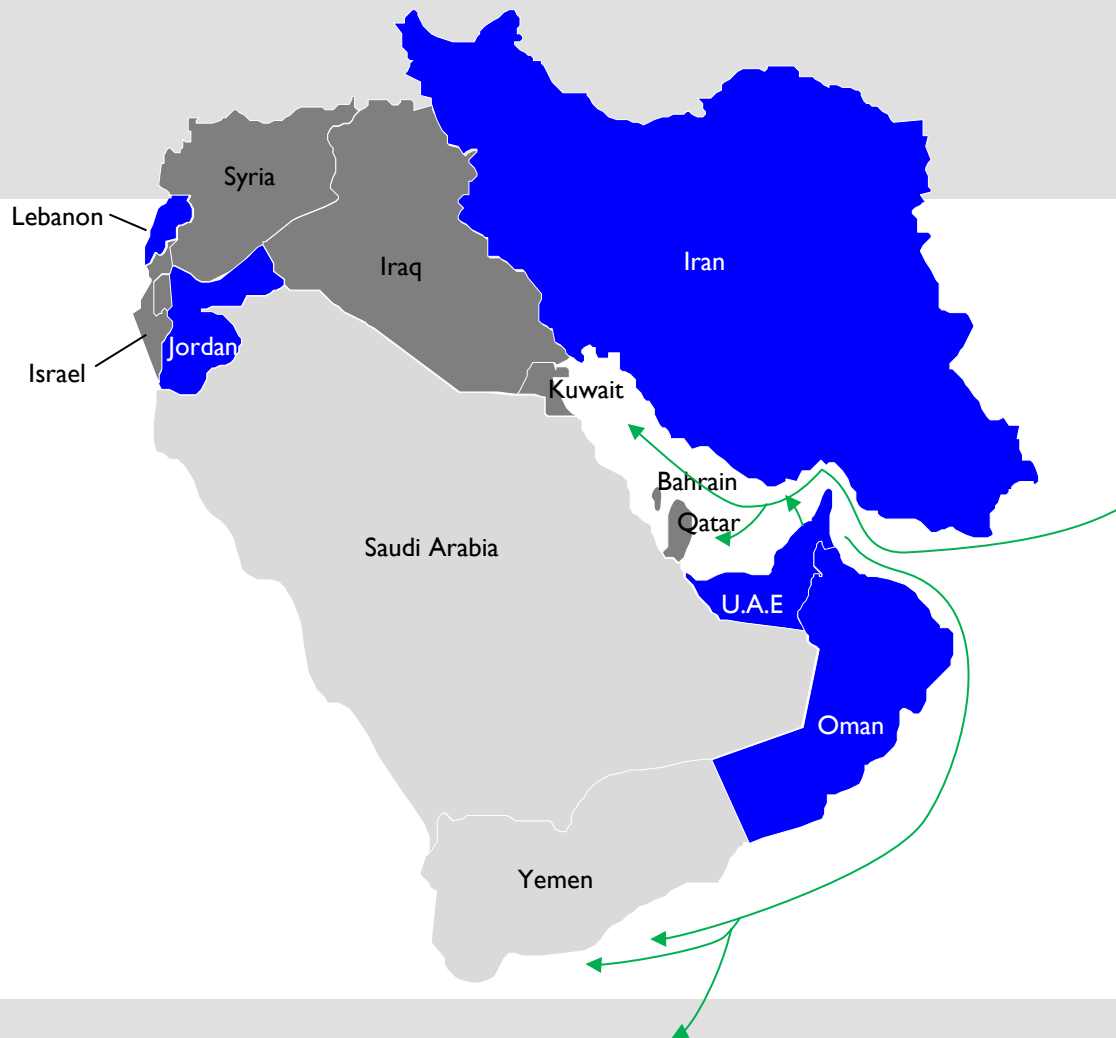 Syria
Lebanon
Iraq
Iran
Jordan
Israel
Kuwait
Bahrain
Qatar
Saudi Arabia
U.A.E
Oman
Yemen